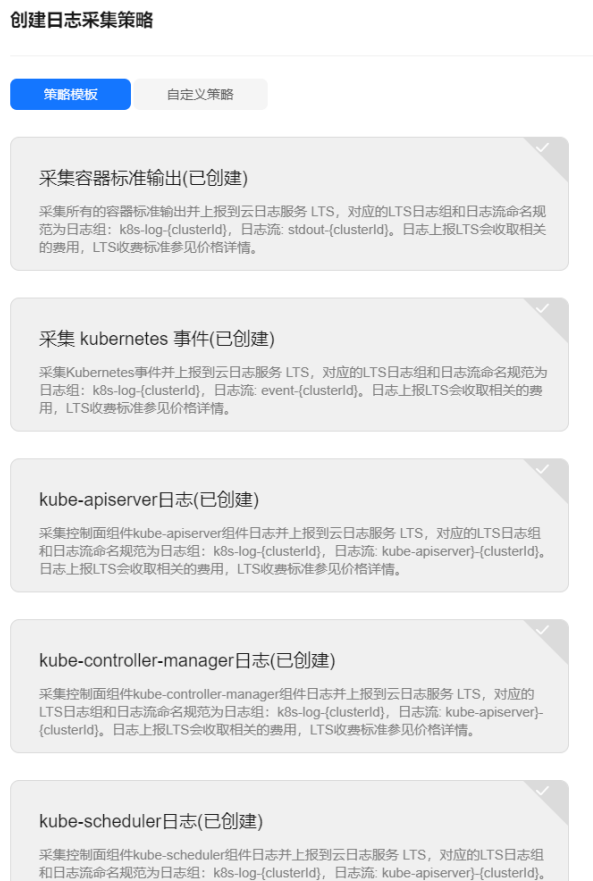 创建日志采集策略
策略模板
自定义策略
采集容器标准输出(已创建)
采集所有的容器标准输出并上报到云日志服务 LTS，对应的LTS日志组和日志流命名规
范为日志组：k8s-log-{clusterId}，日志流: stdout-{clusterId}。日志上报LTS会收取相关
的费用，LTS收费标准参见价格详情。
采集 kubernetes 事件(已创建)
采集Kubernetes事件并上报到云日志服务 LTS，对应的LTS日志组和日志流命名规范为
日志组：k8s-log-{clusterId}，日志流: event-{clusterId}。日志上报LTS会收取相关的费
用，LTS收费标准参见价格详情。
kube-apiserver日志(已创建)
采集控制面组件kube-apiserver组件日志并上报到云日志服务 LTS，对应的LTS日志组
和日志流命名规范为日志组：k8s-log-{clusterId}，日志流: kube-apiserver}-{clusterId}。
日志上报LTS会收取相关的费用，LTS收费标准参见价格详情。
kube-controller-manager日志(已创建)
采集控制面组件kube-controller-manager组件日志并上报到云日志服务 LTS，对应的
LTS日志组和日志流命名规范为日志组：k8s-log-{clusterId}，日志流: kube-apiserver}-
{clusterId}。日志上报LTS会收取相关的费用，LTS收费标准参见价格详情。
kube-scheduler日志(已创建)
采集控制面组件kube-scheduler组件日志并上报到云日志服务 LTS，对应的LTS日志组
和日志流命名规范为日志组：k8s-log-{clusterId}，日志流: kube-apiserver}-{clusterId}。